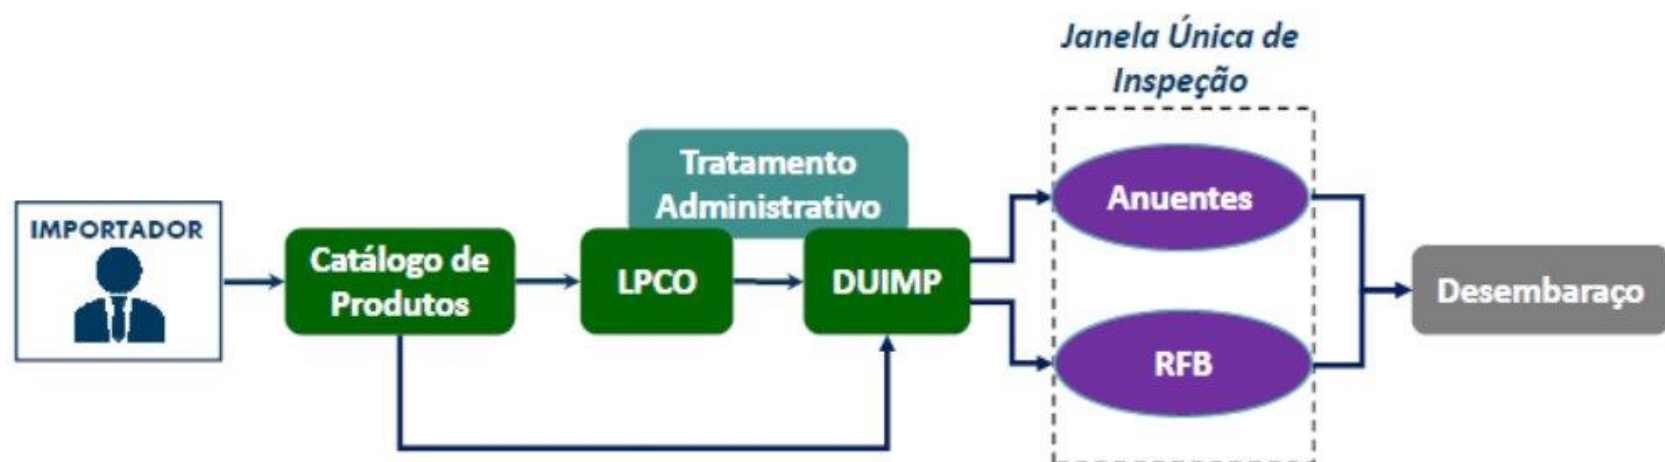 Janela Única de
Inspeção
Tratamento
Administrativo
IMPORTADOR
Catálogo de
Produtos
LPCO
DUIMP
Anuentes
RFB
Desembaraço